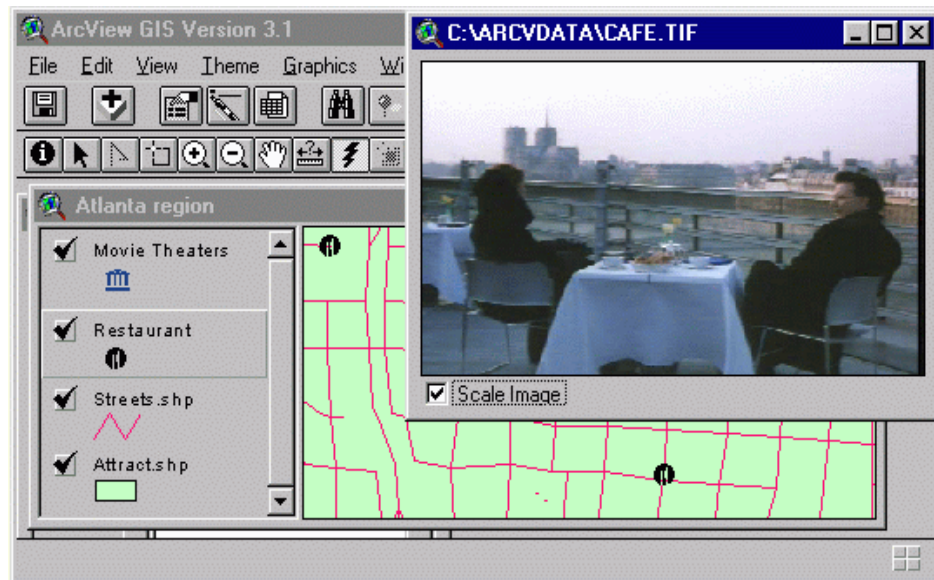 ArcView GIS Version 3.1
File Edit View Theme Graphics Wi
C:\ARCVDATA\CAFE.TIF
Scale Image
Atlanta region
Movie Theaters
Restaurant
Streets.shp
Attract.shp